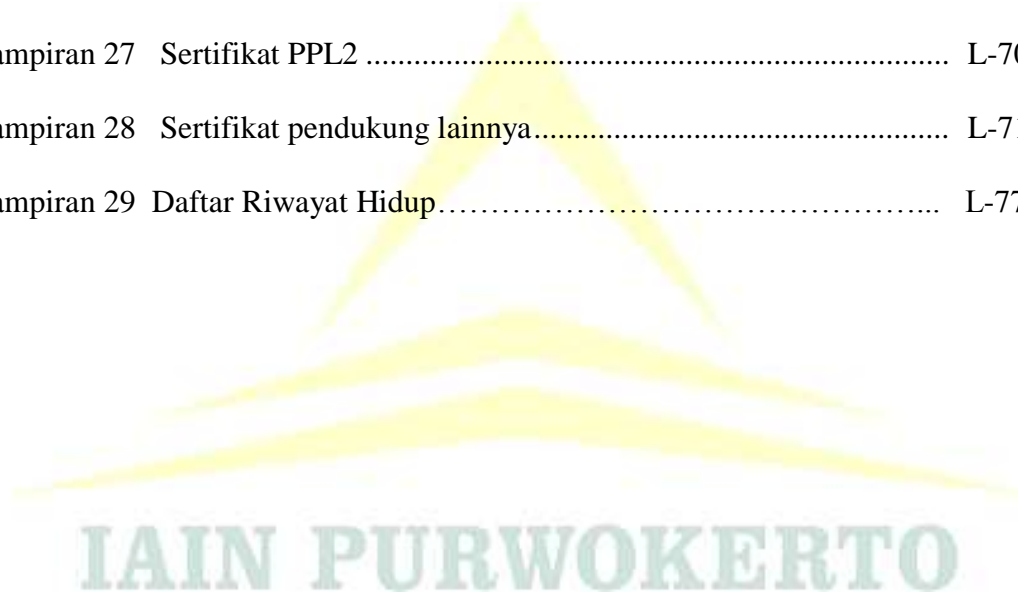 ampiran 27 Sertifikat PPL2 ........................................................................ L-70
ampiran 28 Sertifikat pendukung lainnya................................................... L-71
ampiran 29 Daftar Riwayat Hidup……………………………………………... L-77
IAIN PURWOKERTO